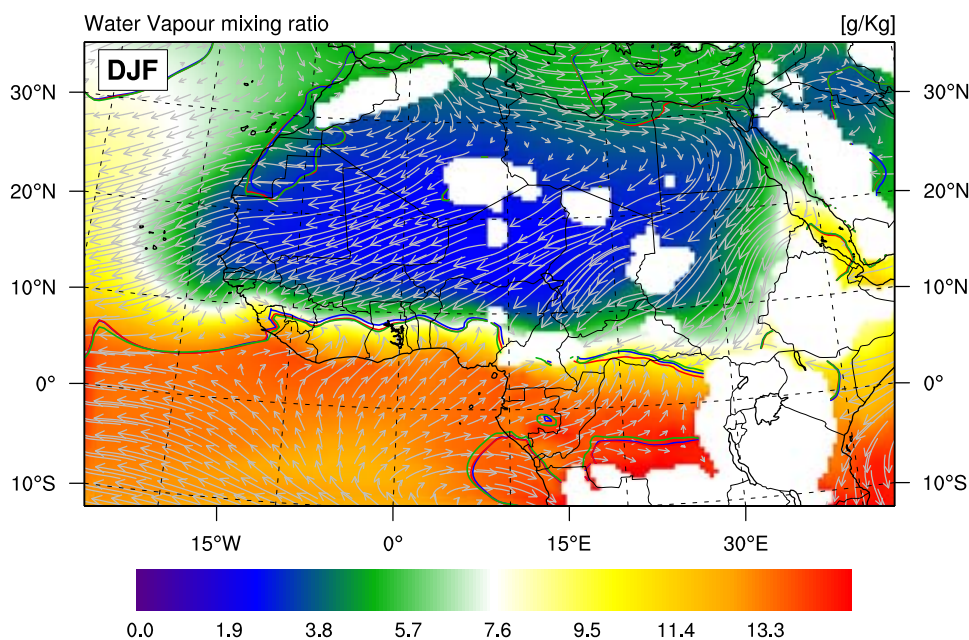 Water Vapour mixing ratio [g/Kg]
DJF
30°N 30°N
20°N 20°N
10°N 10°N
0° 0°
10°S 10°S
15°W 0° 15°E 30°E
0.0 1.9 3.8 5.7 7.6 9.5 11.4 13.3